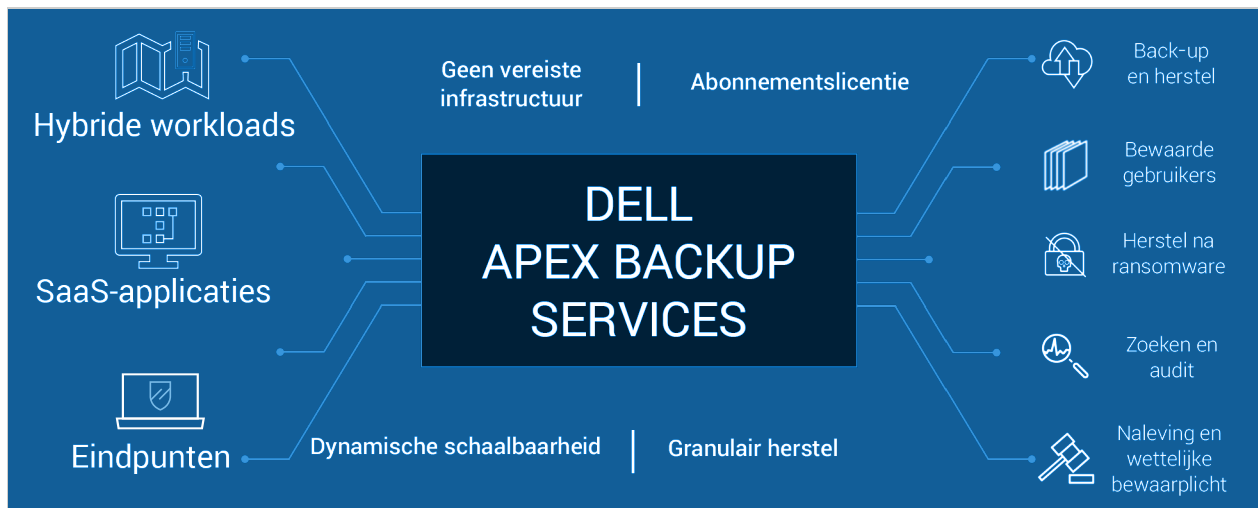 Hybride workloads
SaaS-applicaties
Eindpunten
Geen vereiste
infrastructuur
Abonnementslicentie
DELL
APEX BACKUP
SERVICES
Dynamische schaalbaarheid
Granulair herstel
Back-up
en herstel
Bewaarde
gebruikers
Herstel na
ransomware
Zoeken en
audit
Naleving en
wettelijke
bewaarplicht